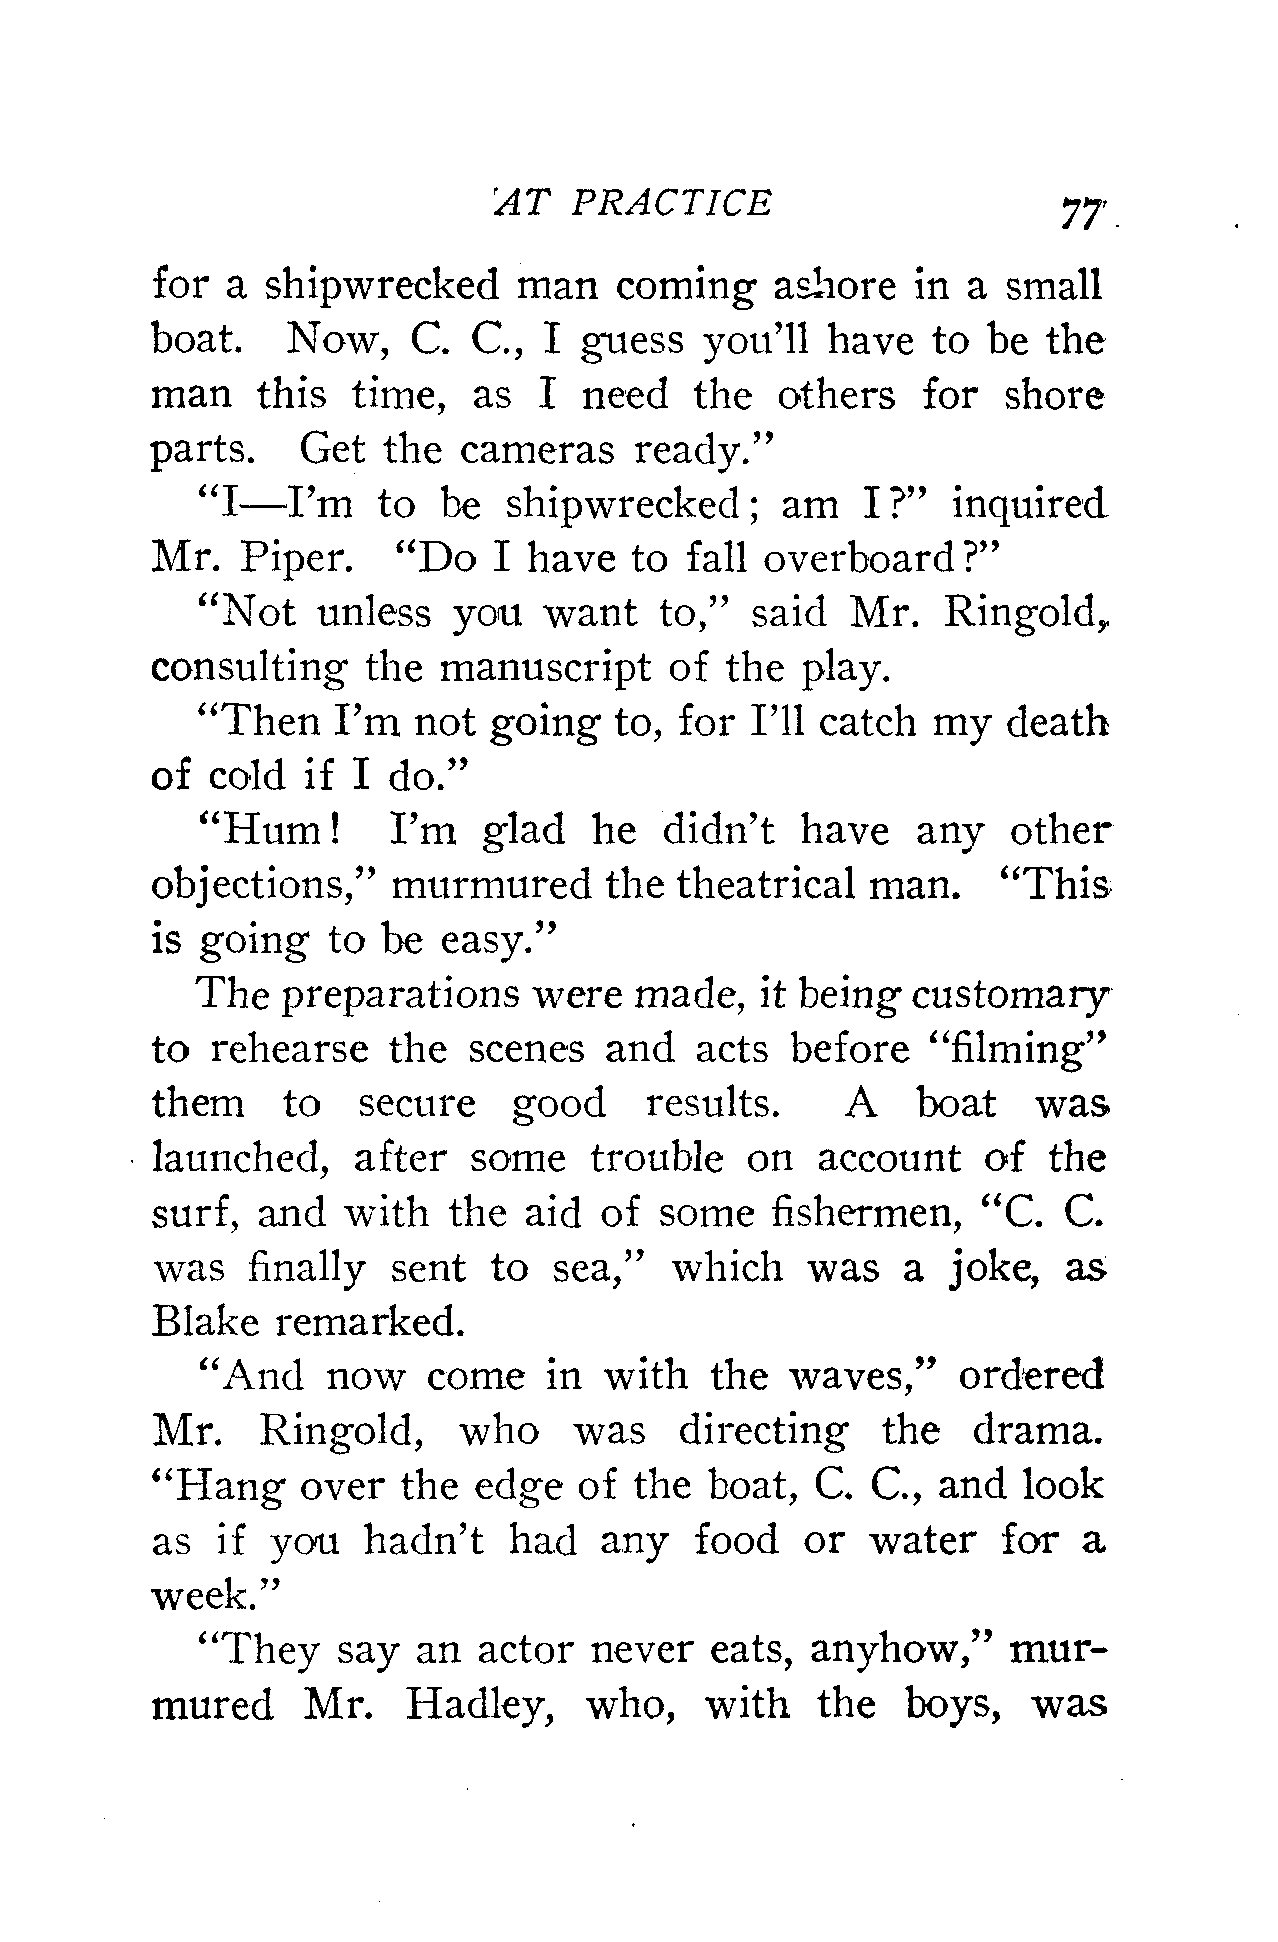 AT PRACTICE 77
for a shipwrecked man coming ashore in a small
boat. Now, C. C., I guess you'll have to be the
man this time, as I need the others for shore
parts. Get the cameras ready."
"I—I'm to be shipwrecked; am I?" inquired
Mr. Piper. "Do I have to fall overboard?"
"Not unless you want to," said Mr. Ringold,
consulting the manuscript of the play.
"Then I'm not going to, for I'll catch my death
of cold if I do."
"Hum! I'm glad he didn't have any other
objections," murmured the theatrical man. "This
is going to be easy."
The preparations were made, it being customary
to rehearse the scenes and acts before "filming"
them to secure good results. A boat was
launched, after some trouble on account of the
surf, and with the aid of some fishermen, "C. C.
was finally sent to sea," which was a joke, as
Blake remarked.
"And now come in with the waves," ordered
Mr. Ringold, who was directing the drama.
"Hang over the edge of the boat, C. C., and look
as if you hadn't had any food or water for a
week."
"They say an actor never eats, anyhow," mur-
mured Mr. Hadley, who, with the boys, was